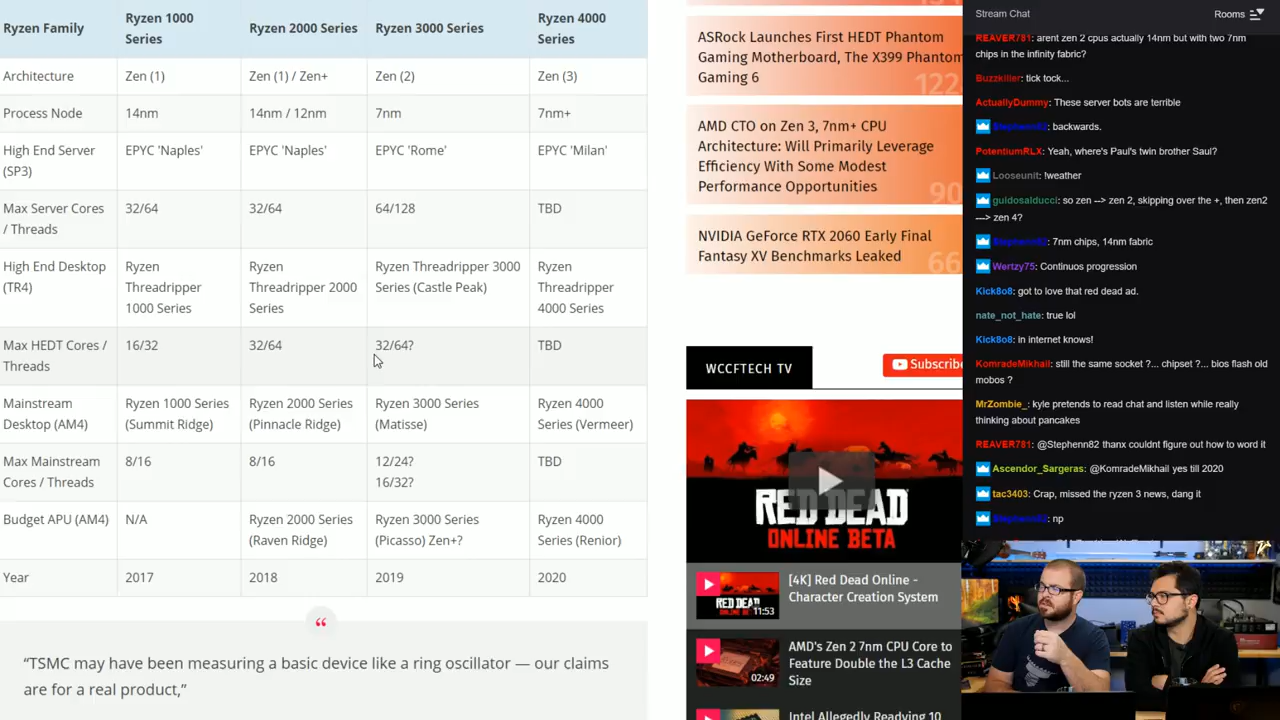 Ryzen Family
Ryzen 1000
Series
Ryzen 2000 Series
Ryzen 3000 Series
Ryzen 4000
Series
Architecture
Zen (1)
Zen (1) / Zen+
Zen (2)
Zen (3)
Process Node
14nm
14nm / 12nm
7nm
7nm+
High End Server
(SP3)
EPYC 'Naples'
EPYC 'Naples'
EPYC 'Rome'
EPYC 'Milan'
Max Server Cores
/ Threads
32/64
32/64
64/128
TBD
High End Desktop
(TR4)
Ryzen
Threadripper
1000 Series
Ryzen
Threadripper 2000
Series
Ryzen Threadripper 3000
Series (Castle Peak)
Ryzen
Threadripper
4000 Series
Max HEDT Cores /
Threads
16/32
32/64
32/64?
TBD
Mainstream
Desktop (AM4)
Ryzen 1000 Series
(Summit Ridge)
Ryzen 2000 Series
(Pinnacle Ridge)
Ryzen 3000 Series
(Matisse)
Ryzen 4000
Series (Vermeer)
Max Mainstream
Cores / Threads
8/16
8/16
12/24?
16/32?
TBD
Budget APU (AM4)
N/A
Ryzen 2000 Series
(Raven Ridge)
Ryzen 3000 Series
(Picasso) Zen+?
Ryzen 4000
Series (Renior)
Year
2017
2018
2019
2020
“
“TSMC may have been measuring a basic device like a ring oscillator — our claims
are for a real product,”
ASRock Launches First HEDT Phantom
Gaming Motherboard, The X399 Phantom
Gaming 6
122
AMD CTO on Zen 3, 7nm+ CPU
Architecture: Will Primarily Leverage
Efficiency With Some Modest
Performance Opportunities
90
NVIDIA GeForce RTX 2060 Early Final
Fantasy XV Benchmarks Leaked
66
WCCFTECH TV
Subscribe
RED DEAD
ONLINE BETA
RED DEAD
ONLINE BETA
11:53
[4K] Red Dead Online -
Character Creation System
02:49
AMD's Zen 2 7nm CPU Core to
Feature Double the L3 Cache
Size
Intel Allegedly Readying 10
Stream Chat
Rooms
REAVER781: arent zen 2 cpus actually 14nm but with two 7nm
chips in the infinity fabric?
Buzzkiller: tick tock...
ActuallyDummy: These server bots are terrible
Stephenn82: backwards.
PotentiumRLX: Yeah, where's Paul's twin brother Saul?
Looseunit: !weather
guidosalducci: so zen --> zen 2, skipping over the +, then zen2
---> zen 4?
Stephenn82: 7nm chips, 14nm fabric
Wertzy75: Continuos progression
Kick8o8: got to love that red dead ad.
nate_not_hate: true lol
Kick8o8: in internet knows!
KomradeMikhail: still the same socket ?... chipset ?... bios flash old
mobos ?
MrZombie_: kyle pretends to read chat and listen while really
thinking about pancakes
REAVER781: @Stephenn82 thanx couldnt figure out how to word it
Ascendor_Sargeras: @KomradeMikhail yes till 2020
tac3403: Crap, missed the ryzen 3 news, dang it
Stephenn82: np